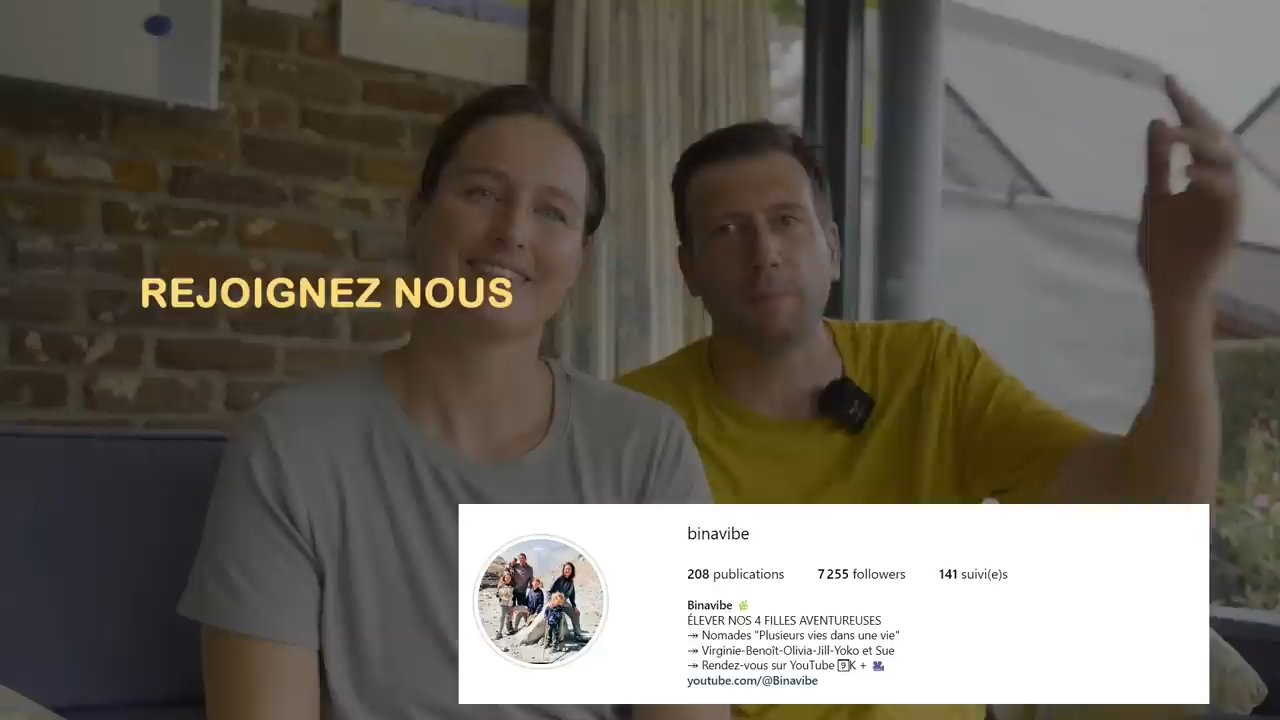 REJOIGNEZ NOUS
binavibe
208 publications 7 255 followers 141 suivi(e)s
Binavibe 🌿
ÉLEVER NOS 4 FILLES AVENTUREUSES
↠ Nomades "Plusieurs vies dans une vie"
↠ Virginie-Benoît-Olivia-Jill-Yoko et Sue
↠ Rendez-vous sur YouTube 9K + 🎥
youtube.com/@Binavibe